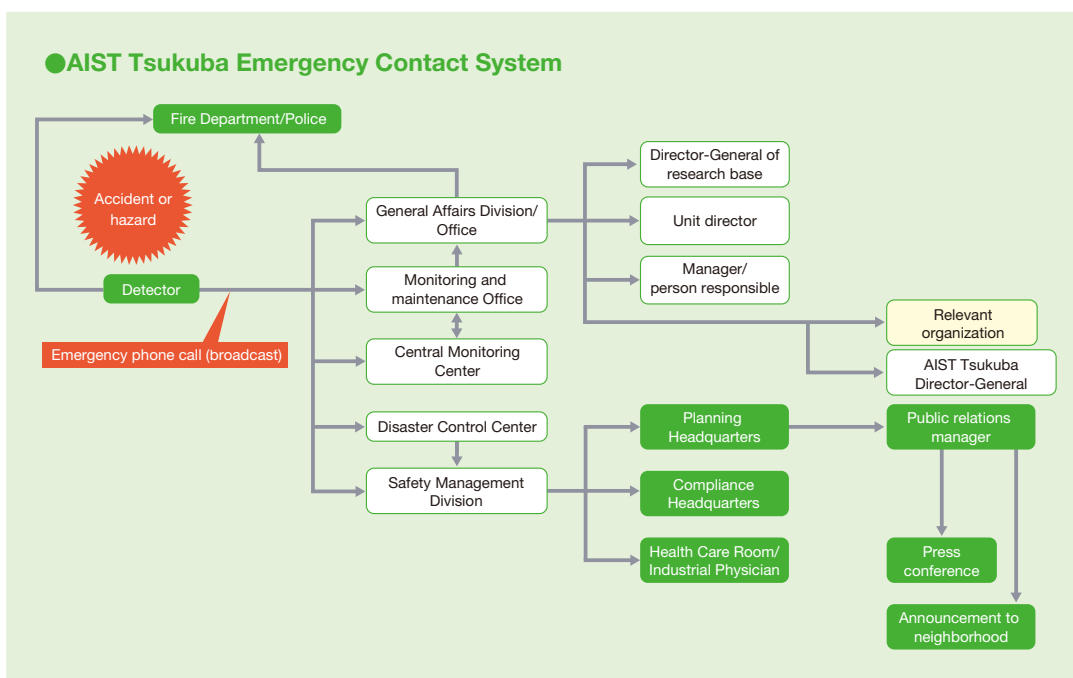 ●AIST Tsukuba Emergency Contact System
Fire Department/Police
Accident or
hazard
Detector
Emergency phone call (broadcast)
General Affairs Division/
Office
Monitoring and
maintenance Office
Central Monitoring
Center
Disaster Control Center
Safety Management
Division
Director-General of
research base
Unit director
Manager/
person responsible
Relevant
organization
AIST Tsukuba
Director-General
Planning
Headquarters
Public relations
manager
Compliance
Headquarters
Health Care Room/
Industrial Physician
Press
conference
Announcement to
neighborhood